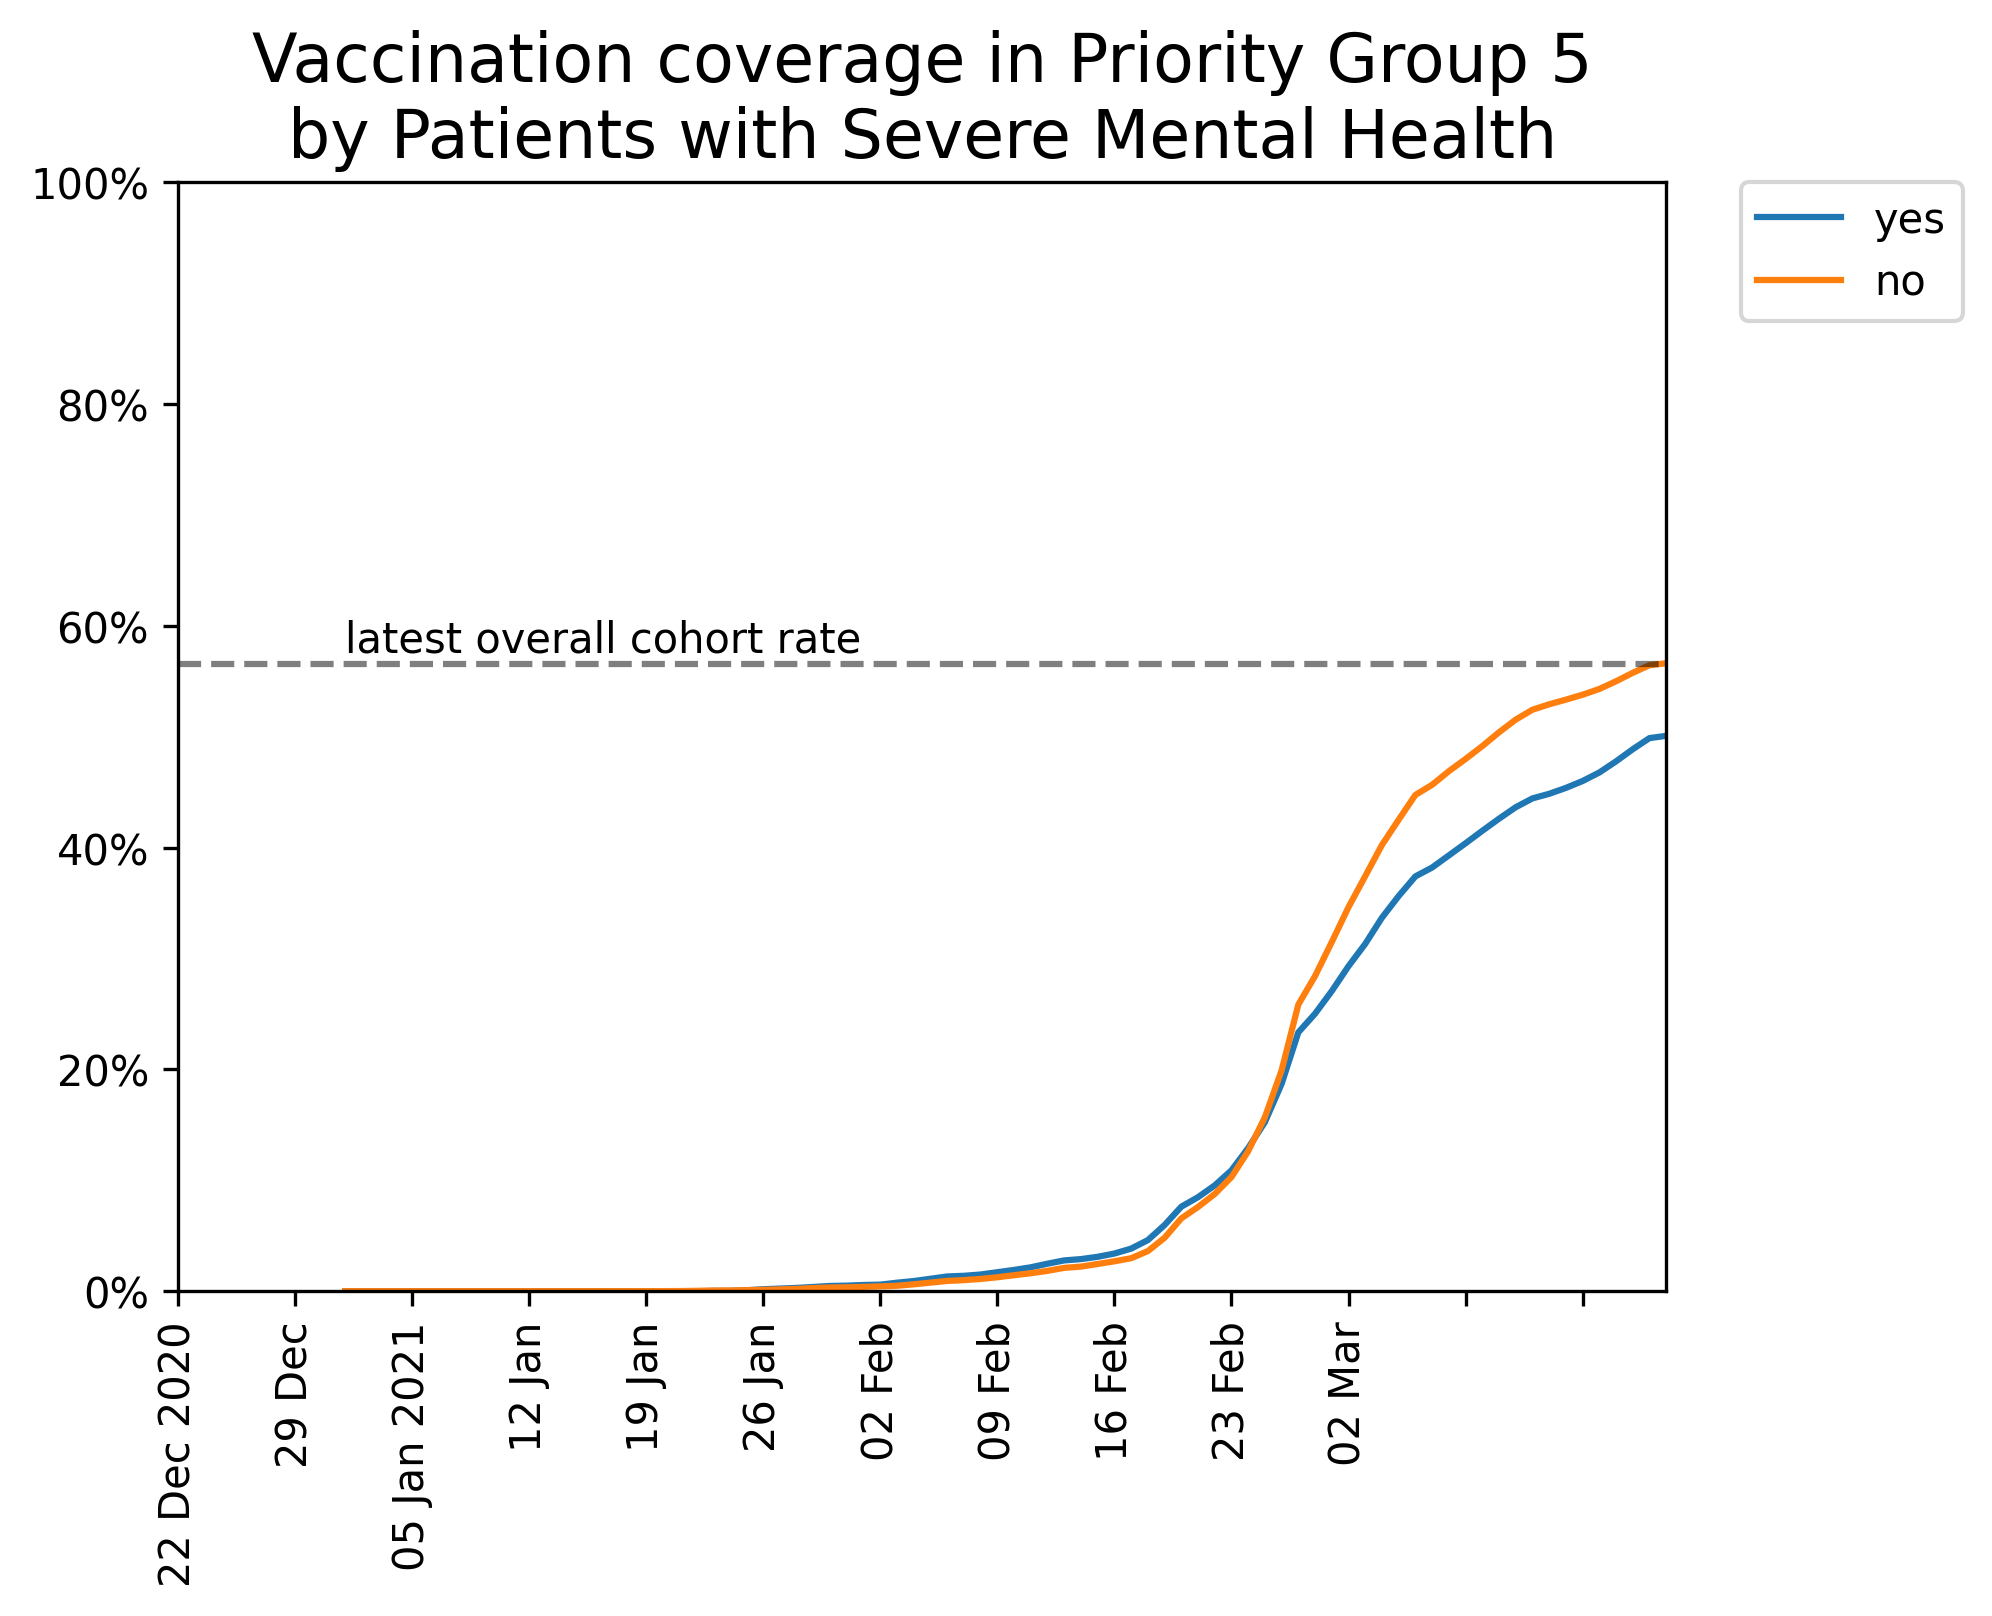 Vaccination coverage in Priority Group 5
by Patients with Severe Mental Health
100%
80%
60%
40%
20%
0%
latest overall cohort rate
yes
no
22 Dec 2020
29 Dec
05 Jan 2021
12 Jan
19 Jan
26 Jan
02 Feb
09 Feb
16 Feb
23 Feb
02 Mar